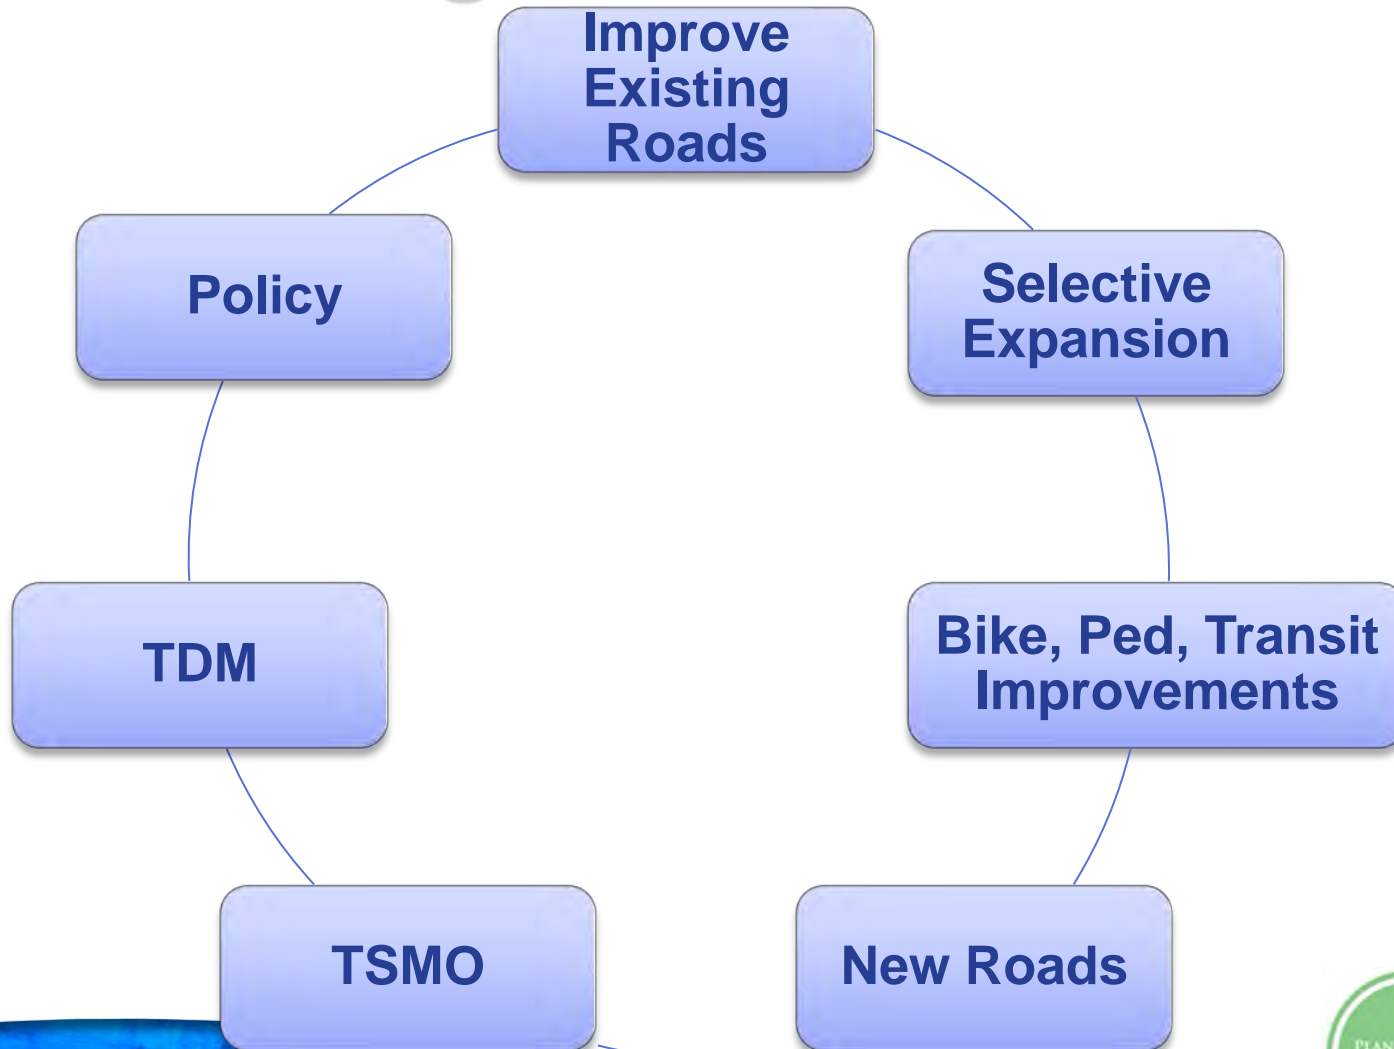 Improve
Existing
Roads
Policy
Selective
Expansion
TDM
Bike, Ped, Transit
Improvements
TSMO
New Roads